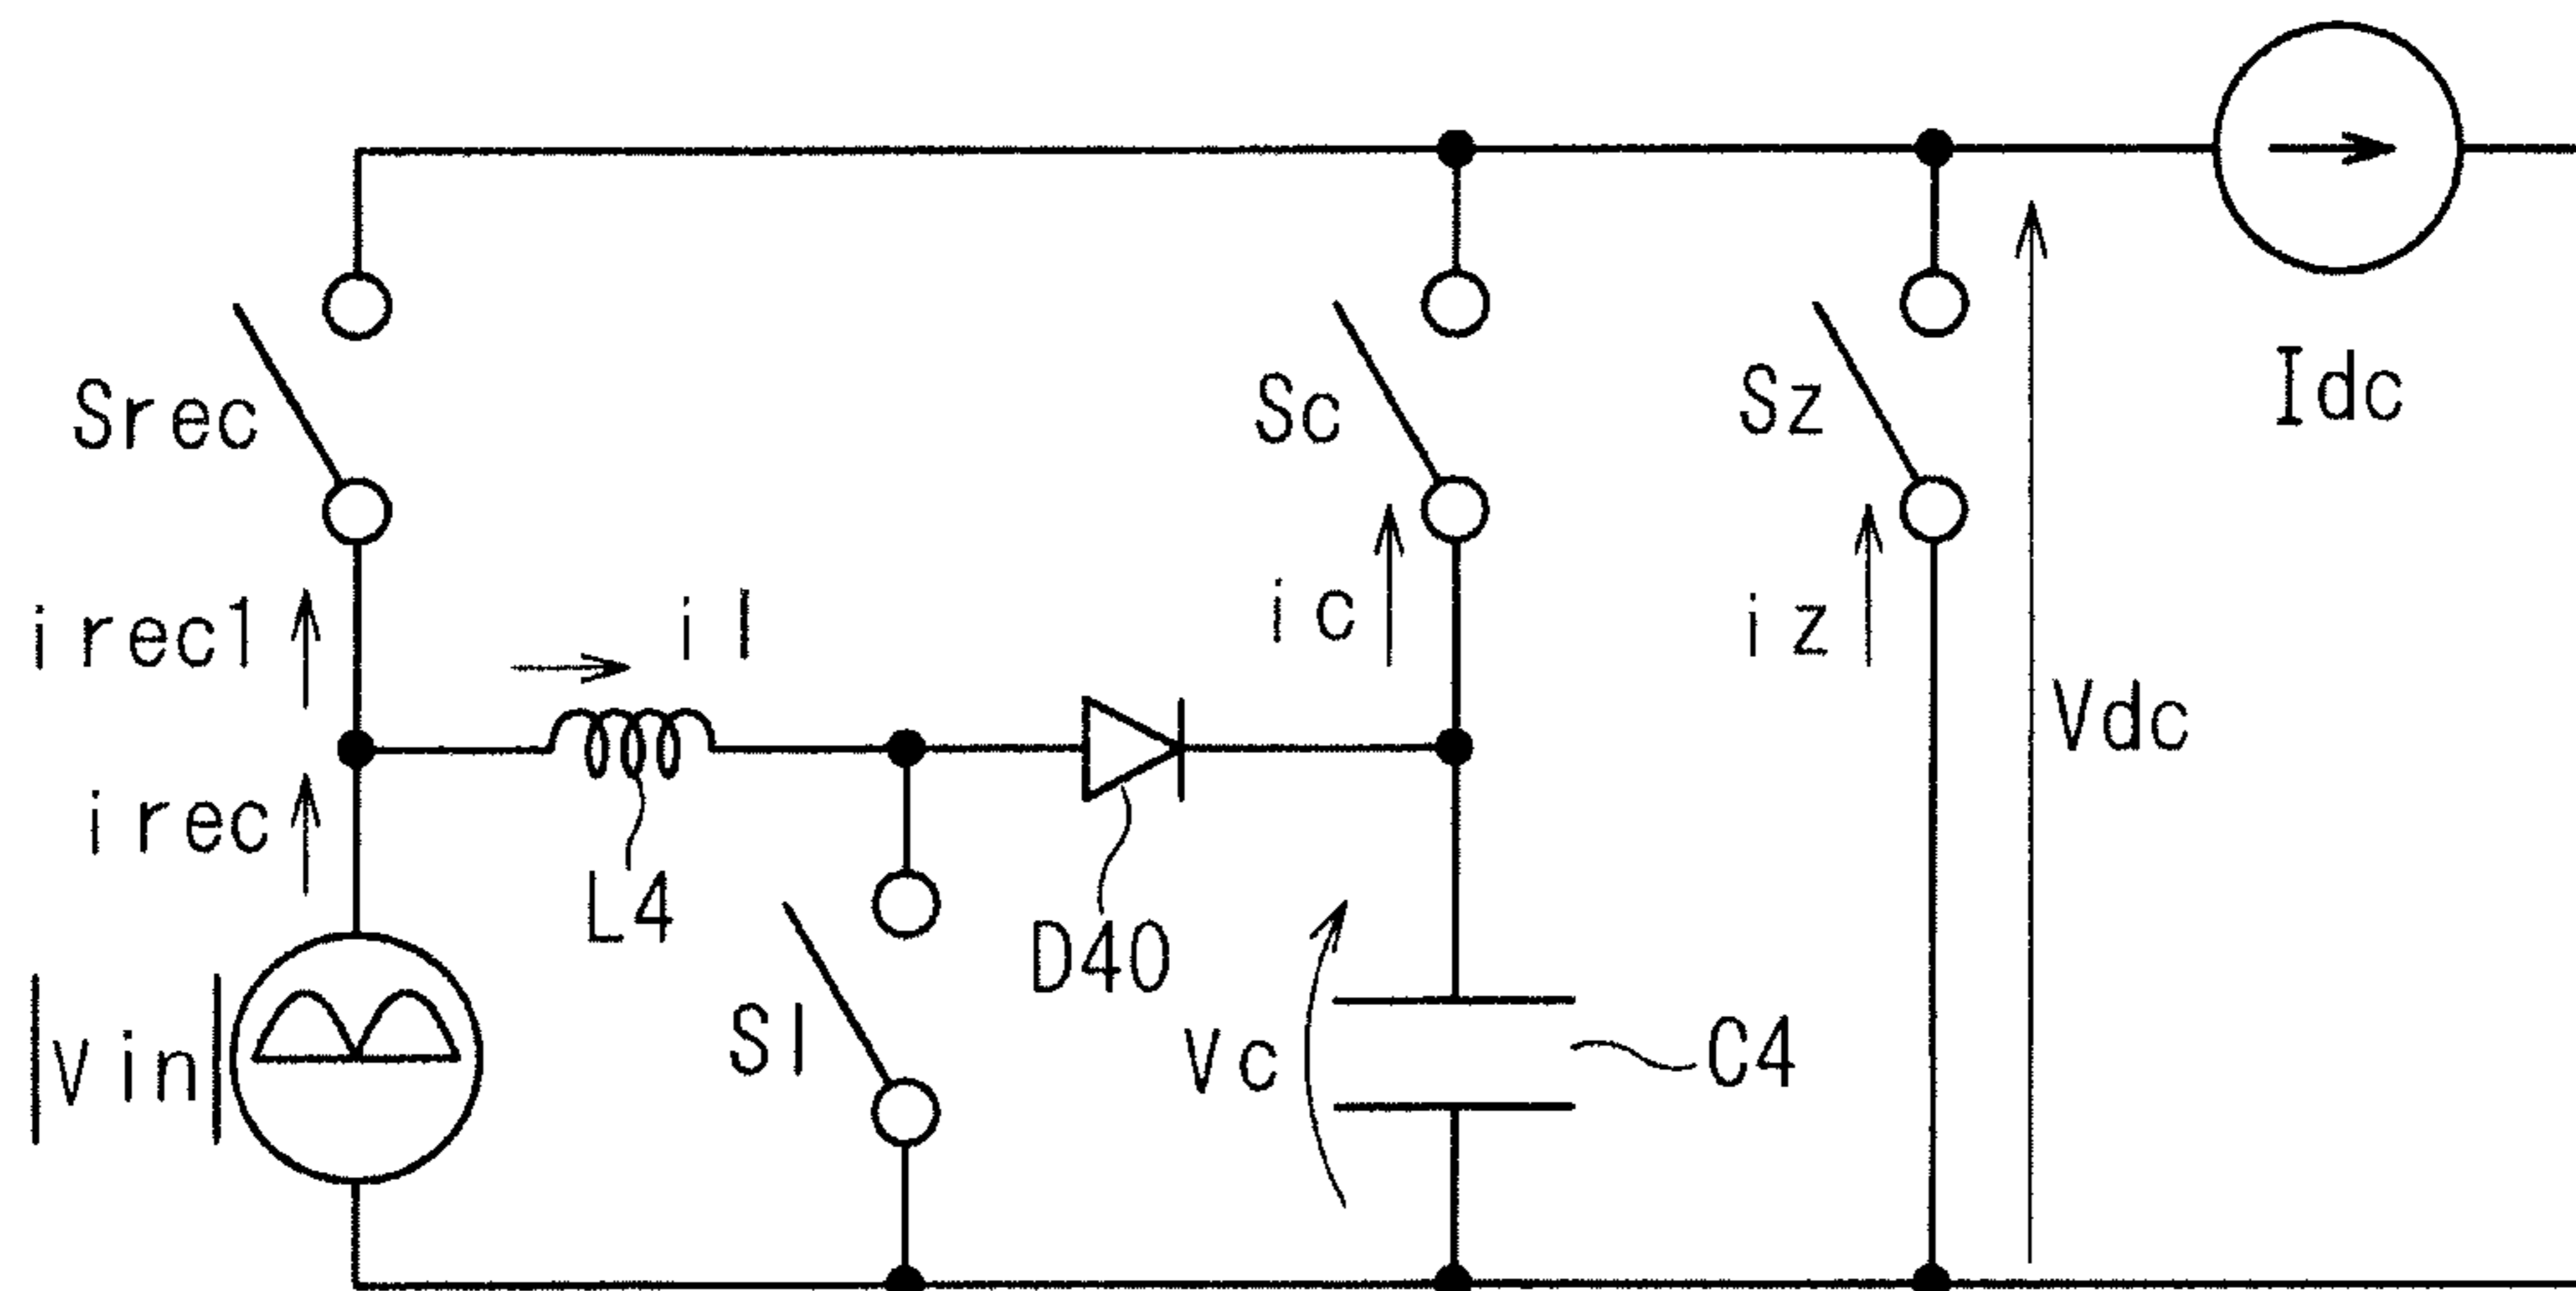 Srec
Sc
Sz
Idc
irec1
il
ic
iz
Vdc
irec
L4
D40
|Vin|
Sl
Vc
C4